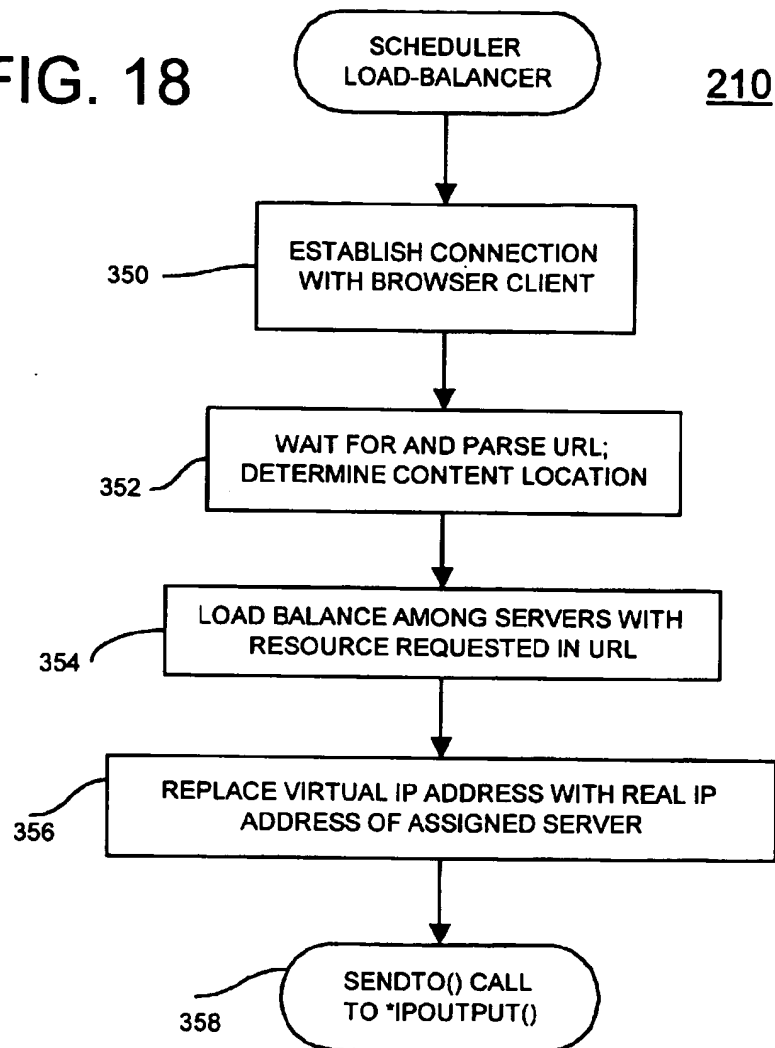 FIG. 18
SCHEDULER
LOAD-BALANCER
210
350
ESTABLISH CONNECTION
WITH BROWSER CLIENT
352
WAIT FOR AND PARSE URL;
DETERMINE CONTENT LOCATION
354
LOAD BALANCE AMONG SERVERS WITH
RESOURCE REQUESTED IN URL
356
REPLACE VIRTUAL IP ADDRESS WITH REAL IP
ADDRESS OF ASSIGNED SERVER
358
SENDTO() CALL
TO *IPOUTPUT()